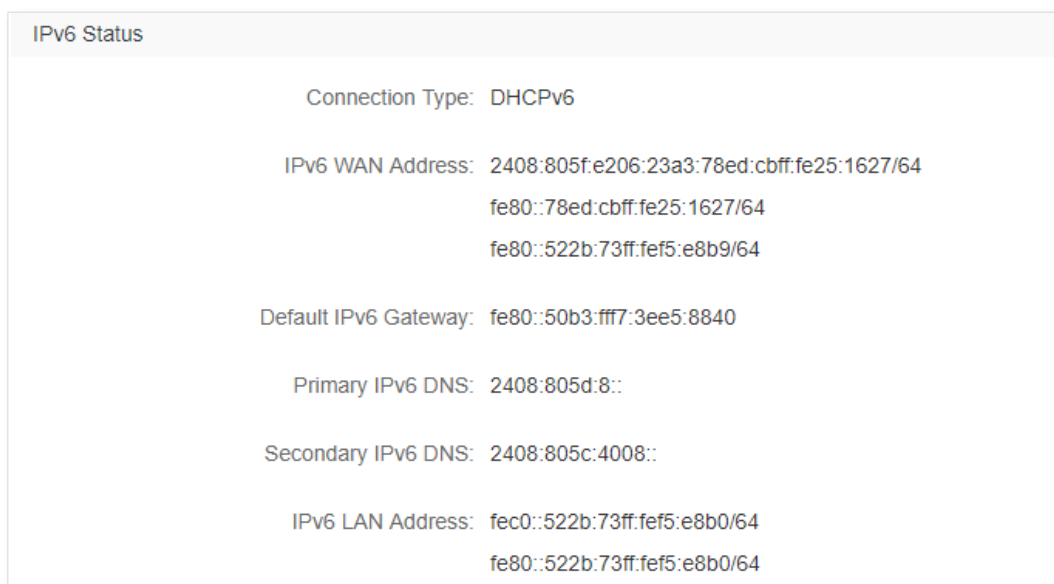 IPv6 Status
Connection Type: DHCPv6
IPv6 WAN Address: 2408:805f:e206:23a3:78ed:cbff:fe25:1627/64
fe80::78ed:cbff:fe25:1627/64
fe80::522b:73ff:fef5:e8b9/64
Default IPv6 Gateway: fe80::50b3:fff7:3ee5:8840
Primary IPv6 DNS: 2408:805d:8::
Secondary IPv6 DNS: 2408:805c:4008::
IPv6 LAN Address: fec0::522b:73ff:fef5:e8b0/64
fe80::522b:73ff:fef5:e8b0/64